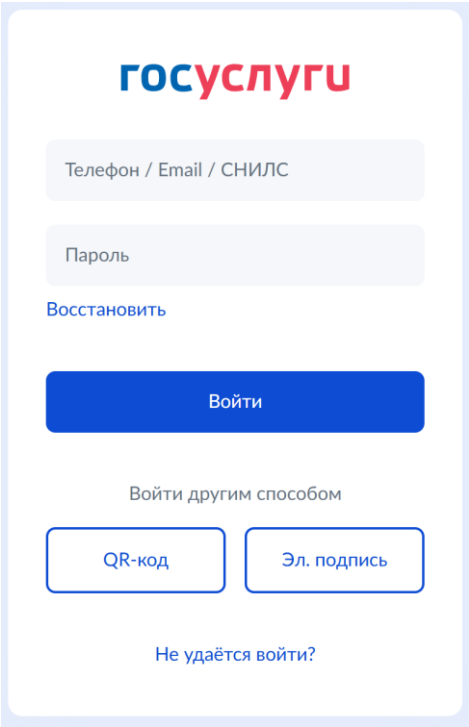 госуслуги
Телефон / Email / СНИЛС
Пароль
Восстановить
Войти
Войти другим способом
QR-код
Эл. подпись
Не удаётся войти?